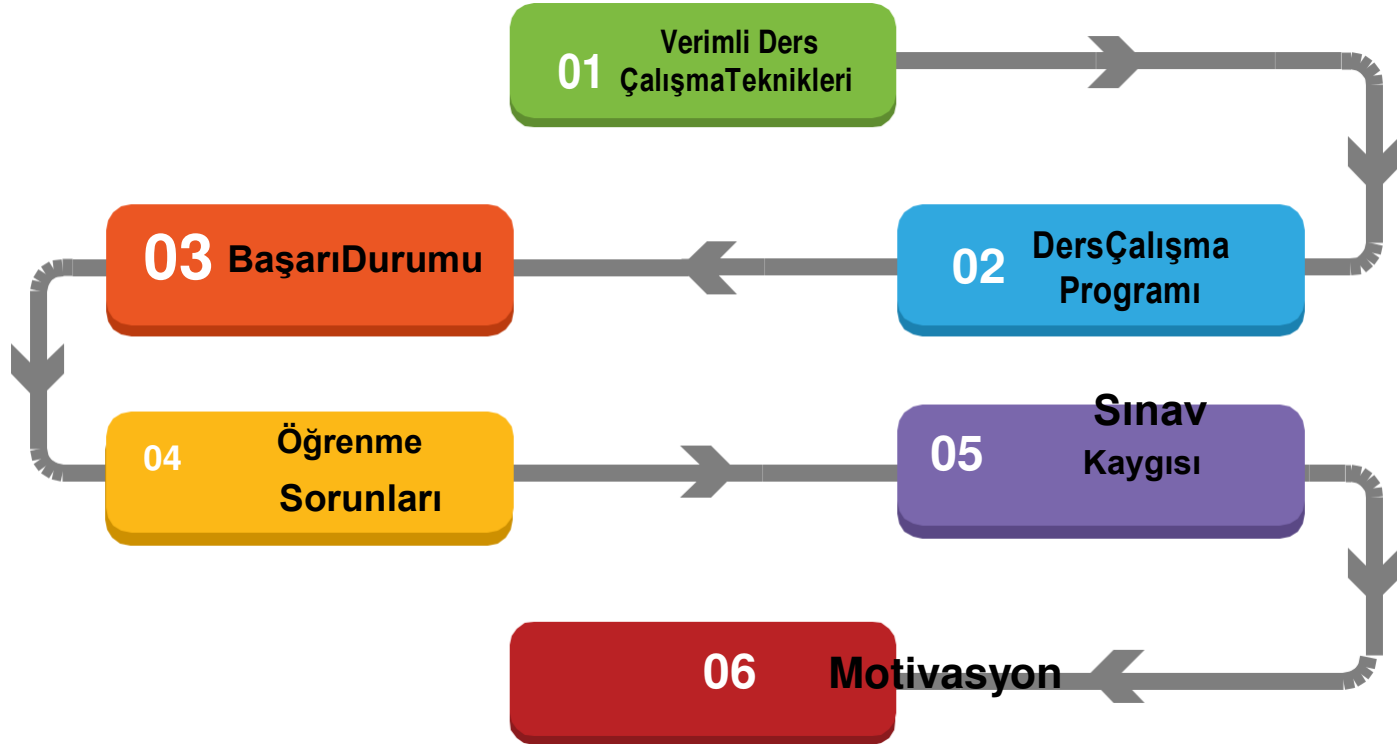 01 Verimli Ders
ÇalışmaTeknikleri
02 DersÇalışma
Programı
03 BaşarıDurumu
04 Öğrenme
Sorunları
05 Sınav
Kaygısı
06 Motivasyon